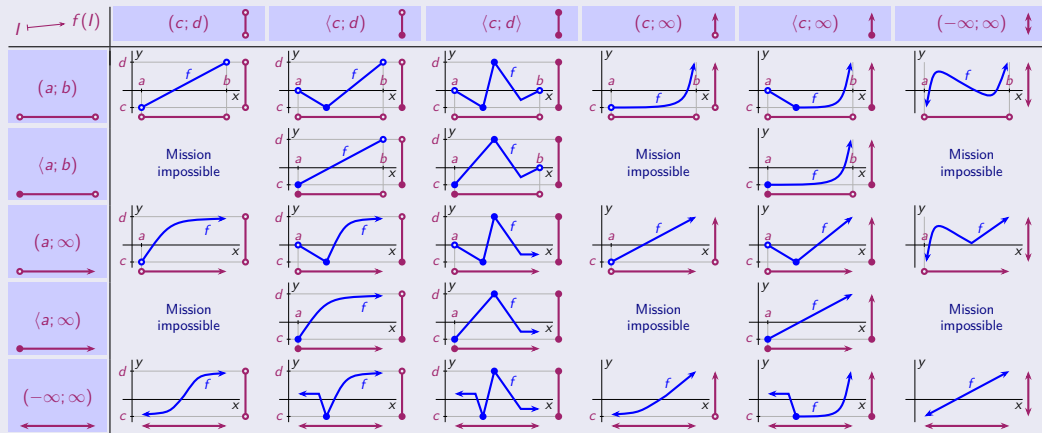 I ↦ f(I) (c; d) ⟨c; d) ⟨c; d⟩ (c; ∞) ⟨c; ∞) (−∞; ∞)
(a; b)
y d a f b x c
y d a f b x c
y d a f b x c
y a f b x c
y a f b x c
y a f b x
⟨a; b)
Mission
impossible
y d a f b x c
y d a f b x c
Mission
impossible
y a f b x c
Mission
impossible
(a; ∞)
y d a f x c
y d a f x c
y d a f x c
y a f x c
y a f x c
y a f x
⟨a; ∞)
Mission
impossible
y d a f x c
y d a f x c
Mission
impossible
y a f x c
Mission
impossible
(−∞; ∞)
y d f x c
y d f x c
y d f x c
y f x c
y f x c
y f x